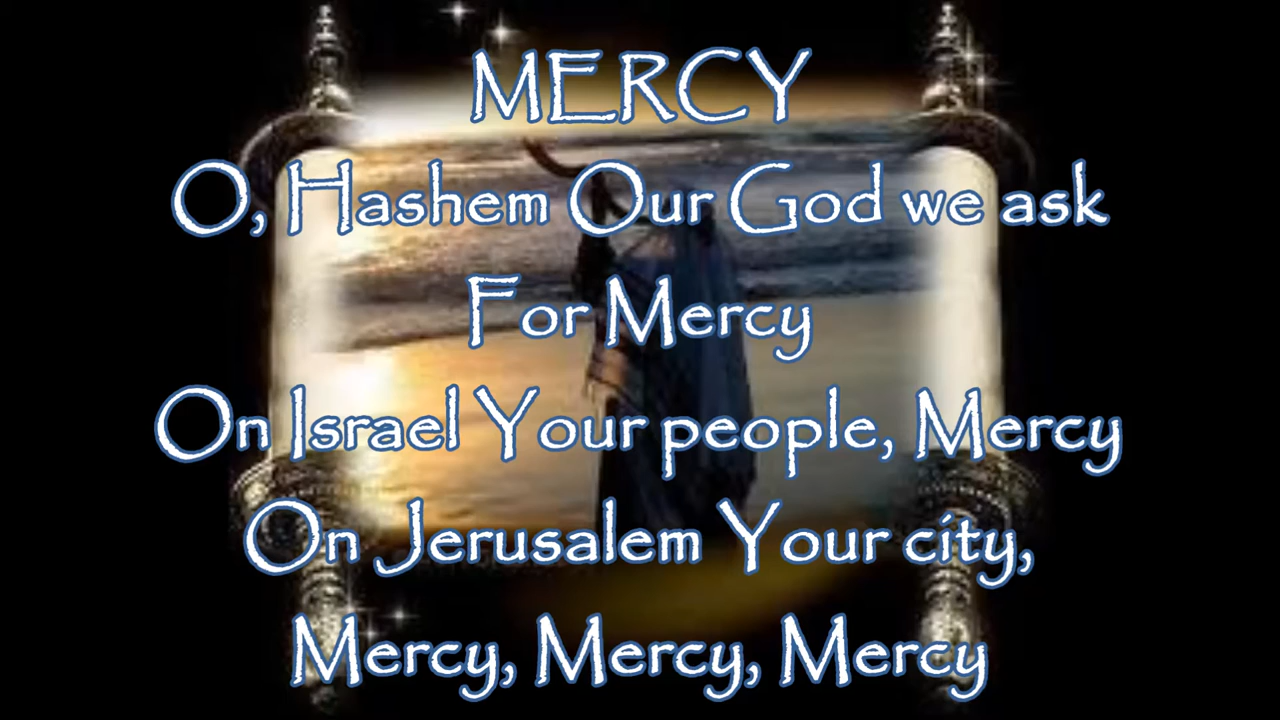 MERCY
O, Hashem Our God we ask
For Mercy
On Israel Your people, Mercy
On Jerusalem Your city,
Mercy, Mercy, Mercy